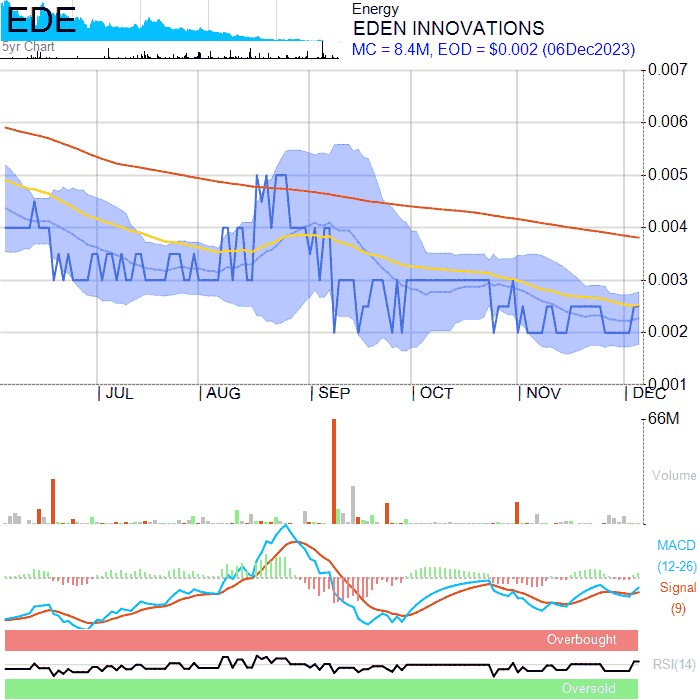 EDE
5yr Chart
Energy
EDEN INNOVATIONS
MC = 8.4M, EOD = $0.002 (06Dec2023)
0.007
0.006
0.005
0.004
0.003
0.002
0.001
JUL AUG SEP OCT NOV DEC
66M
Volume
MACD
(12-26)
Signal
(9)
Overbought
RSI(14)
Oversold